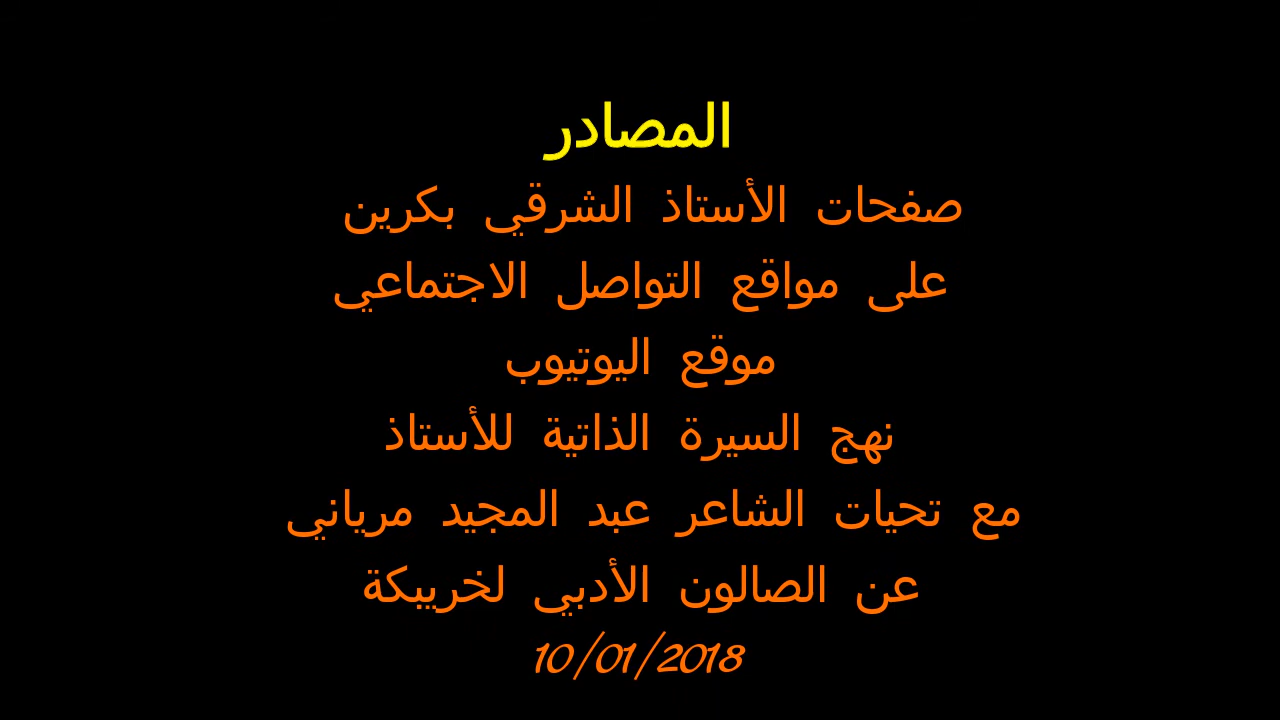 المصادر
صفحات الأستاذ الشرقي بكرين
على مواقع التواصل الاجتماعي
موقع اليوتيوب
نهج السيرة الذاتية للأستاذ
مع تحيات الشاعر عبد المجيد مرياني
عن الصالون الأدبي لخريبكة
10/01/2018